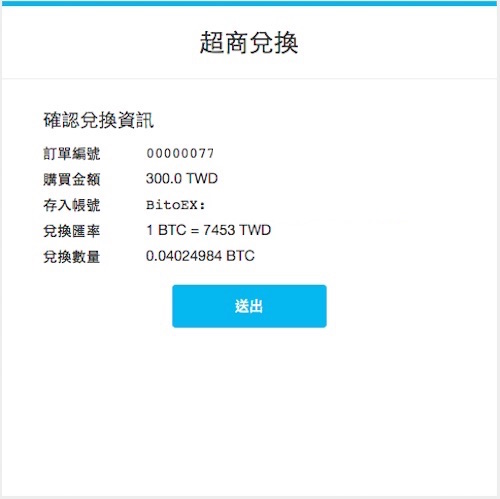 超商兌換
確認兌換資訊
訂單編號 00000077
購買金額 300.0 TWD
存入帳號 BitoEX:
兌換匯率 1 BTC = 7453 TWD
兌換數量 0.04024984 BTC
送出